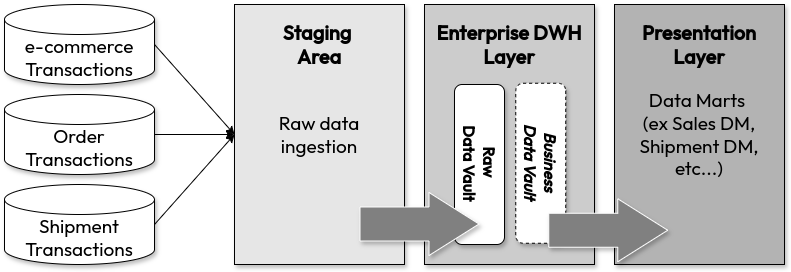 e-commerce
Transactions
Order
Transactions
Shipment
Transactions
Staging
Area
Raw data
ingestion
Enterprise DWH
Layer
Raw
Data Vault
Business
Data Vault
Presentation
Layer
Data Marts
(ex Sales DM,
Shipment DM,
etc...)